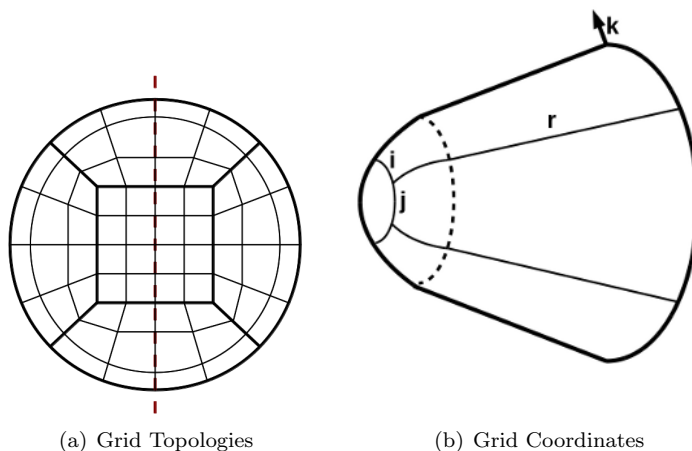 k
r
i
j
(a) Grid Topologies
(b) Grid Coordinates